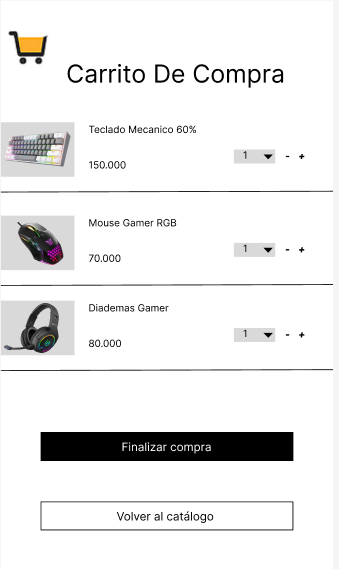 Carrito De Compra
Teclado Mecanico 60%
150.000
1 - +
Mouse Gamer RGB
70.000
1 - +
Diademas Gamer
80.000
1 - +
Finalizar compra
Volver al catálogo